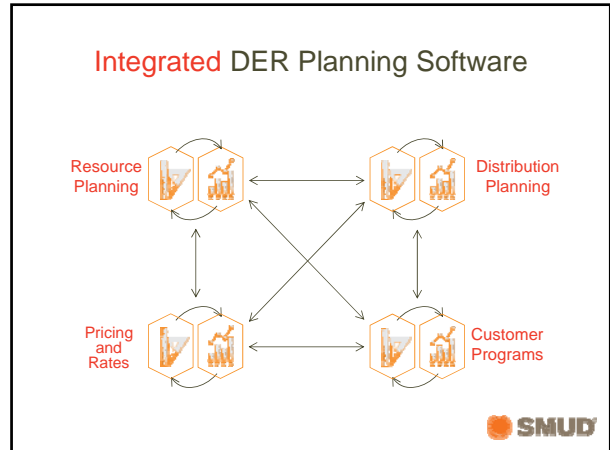 Integrated DER Planning Software
Resource
Planning
Distribution
Planning
Pricing
and
Rates
Customer
Programs
SMUD